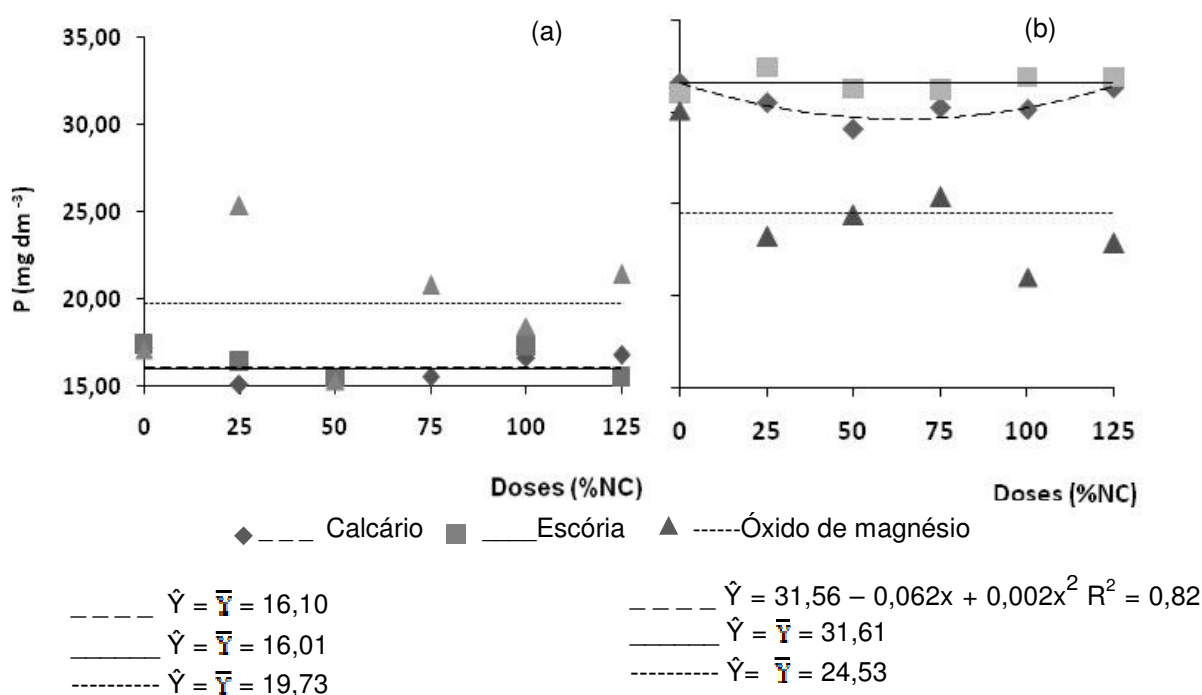 (a)
(b)
35,00
30,00
25,00
20,00
15,00
P (mg dm ⁻³)
0 25 50 75 100 125
0 25 50 75 100 125
Doses (%NC)
Doses (%NC)
_ _ _ Calcário ____Escória ------Óxido de magnésio
_ _ _ _ Ŷ = Y̅ = 16,10
______ Ŷ = Y̅ = 16,01
---------- Ŷ = Y̅ = 19,73
_ _ _ _ Ŷ = 31,56 – 0,062x + 0,002x² R² = 0,82
______ Ŷ = Y̅ = 31,61
---------- Ŷ= Y̅ = 24,53